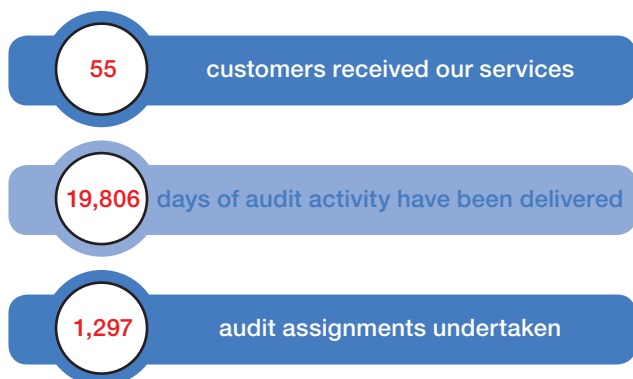 55 customers received our services
19,806 days of audit activity have been delivered
1,297 audit assignments undertaken